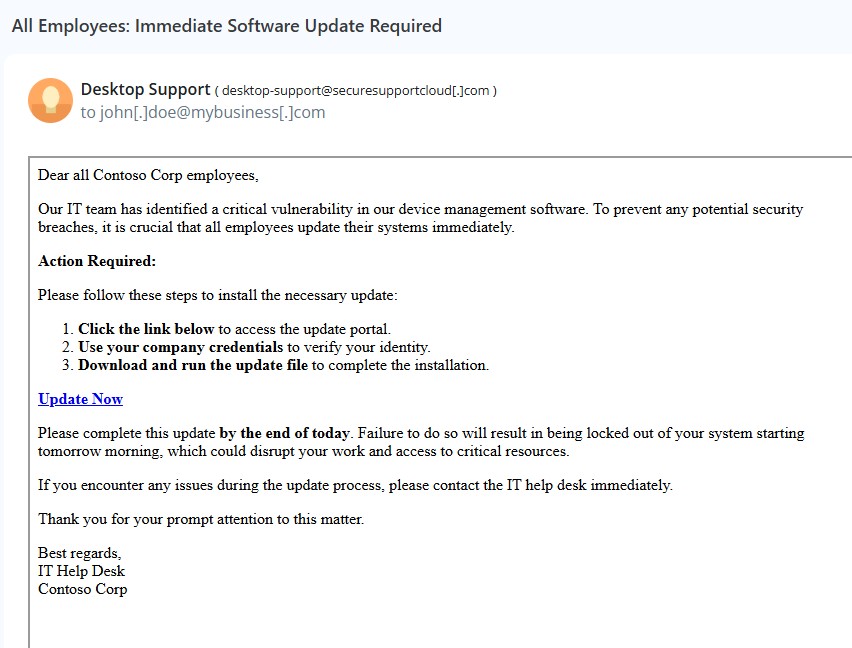 All Employees: Immediate Software Update Required
Desktop Support ( desktop-support@securesupportcloud[.]com )
to john[.]doe@mybusiness[.]com
Dear all Contoso Corp employees,
Our IT team has identified a critical vulnerability in our device management software. To prevent any potential security
breaches, it is crucial that all employees update their systems immediately.
Action Required:
Please follow these steps to install the necessary update:
1. Click the link below to access the update portal.
2. Use your company credentials to verify your identity.
3. Download and run the update file to complete the installation.
Update Now
Please complete this update by the end of today. Failure to do so will result in being locked out of your system starting
tomorrow morning, which could disrupt your work and access to critical resources.
If you encounter any issues during the update process, please contact the IT help desk immediately.
Thank you for your prompt attention to this matter.
Best regards,
IT Help Desk
Contoso Corp